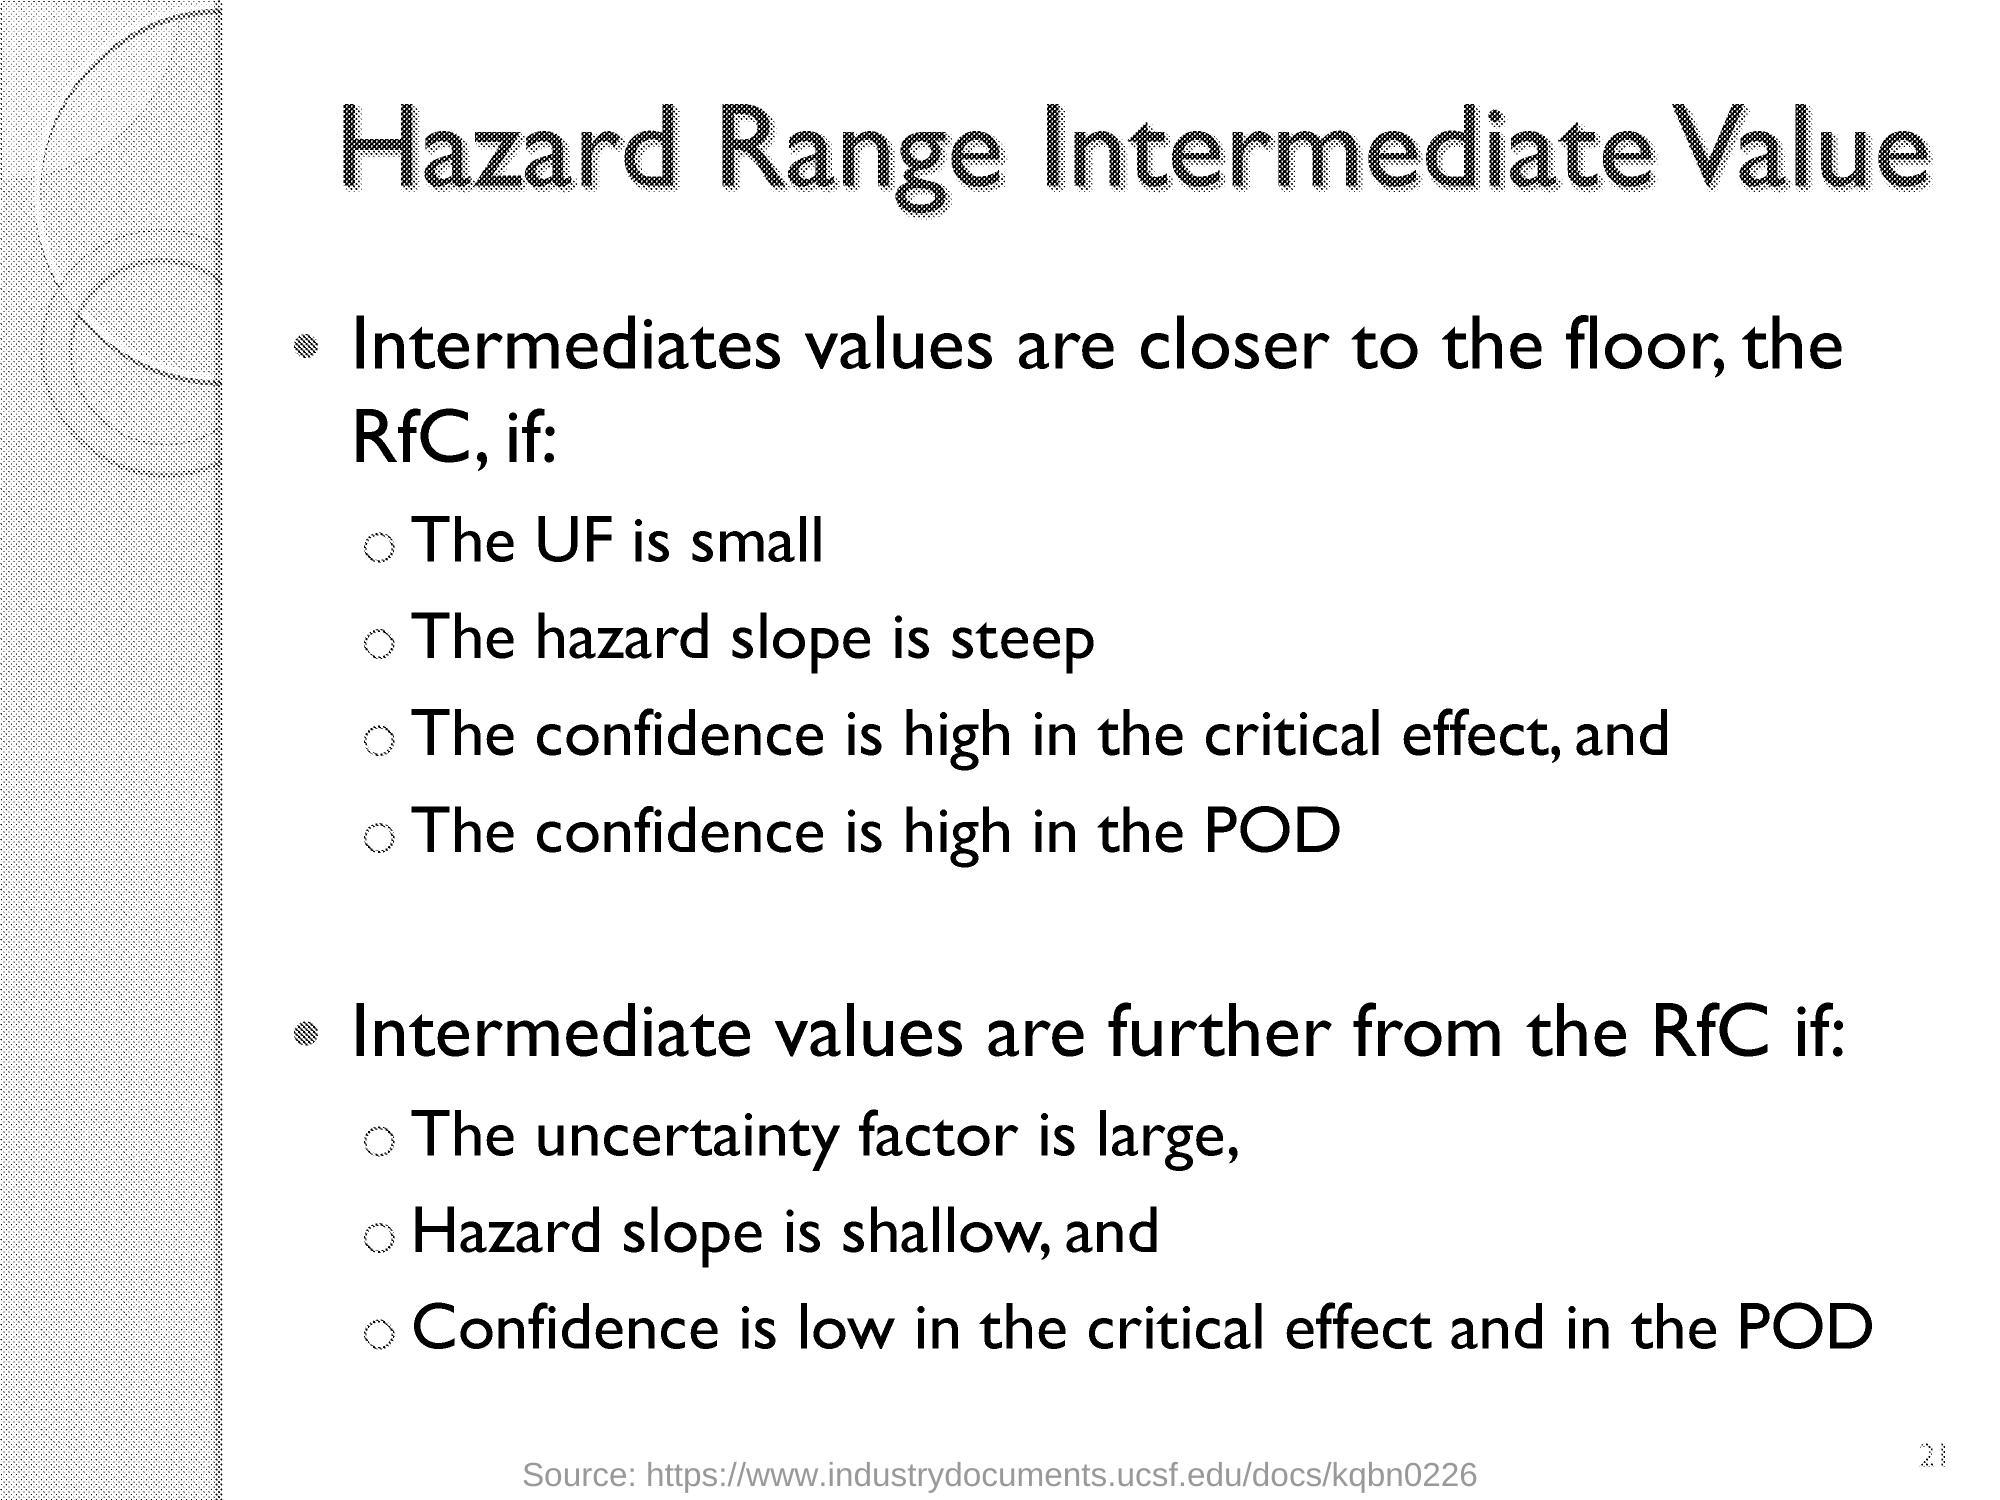 Hazard Range Intermediate Value
• Intermediates values are closer to the floor, the
RfC, if:
○ The UF is small
○ The hazard slope is steep
○ The confidence is high in the critical effect, and
○ The confidence is high in the POD
• Intermediate values are further from the RfC if:
○ The uncertainty factor is large,
○ Hazard slope is shallow, and
○ Confidence is low in the critical effect and in the POD
21
Source: https://www.industrydocuments.ucsf.edu/docs/kqbn0226